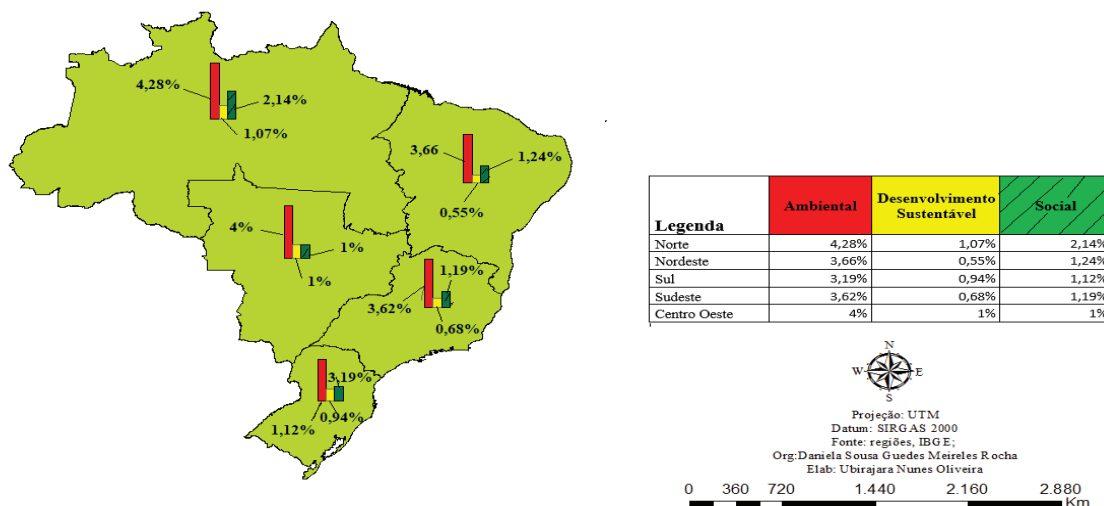 4,28%
2,14%
1,07%
3,66
1,24%
0,55%
4%
1%
1%
1,19%
3,62%
0,68%
3,19%
0,94%
1,12%
Legenda Ambiental Desenvolvimento Sustentável Social
Norte 4,28% 1,07% 2,14%
Nordeste 3,66% 0,55% 1,24%
Sul 3,19% 0,94% 1,12%
Sudeste 3,62% 0,68% 1,19%
Centro Oeste 4% 1% 1%
N
W E
S
Projeção: UTM
Datum: SIRGAS 2000
Fonte: regiões, IBGE;
Org:Daniela Sousa Guedes Meireles Rocha
Elab: Ubirajara Nunes Oliveira
0 360 720 1.440 2.160 2.880
Km